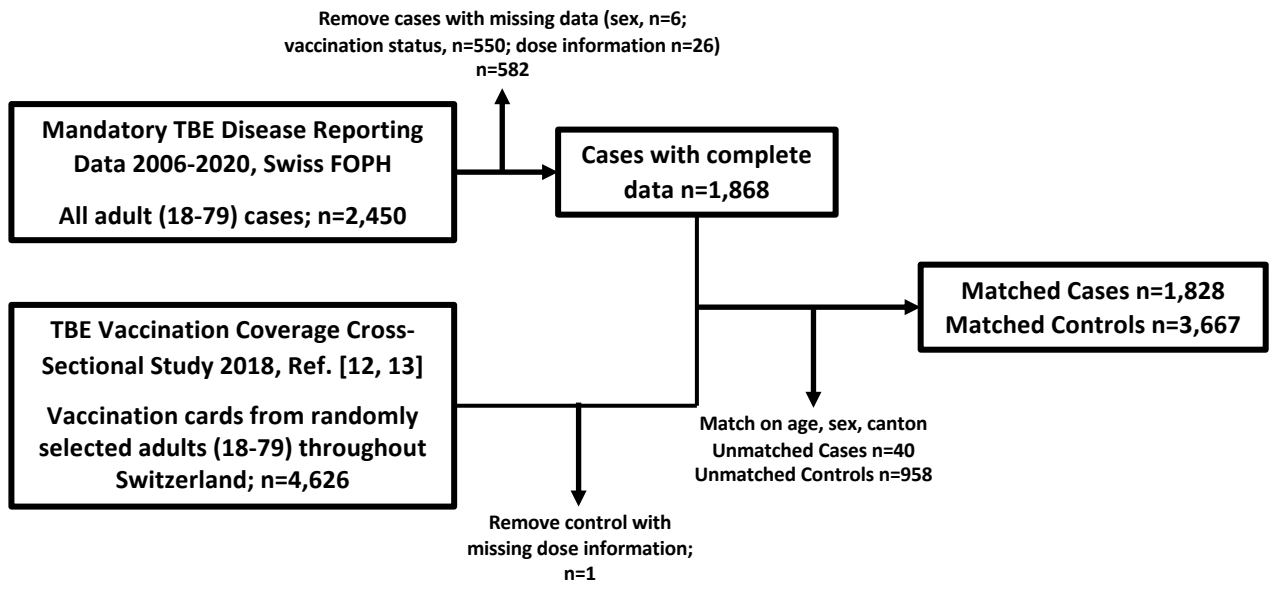 Remove cases with missing data (sex, n=6;
vaccination status, n=550; dose information n=26)
n=582
Mandatory TBE Disease Reporting
Data 2006-2020, Swiss FOPH
All adult (18-79) cases; n=2,450
Cases with complete
data n=1,868
Matched Cases n=1,828
Matched Controls n=3,667
TBE Vaccination Coverage Cross-
Sectional Study 2018, Ref. [12, 13]
Vaccination cards from randomly
selected adults (18-79) throughout
Switzerland; n=4,626
Match on age, sex, canton
Unmatched Cases n=40
Unmatched Controls n=958
Remove control with
missing dose information;
n=1